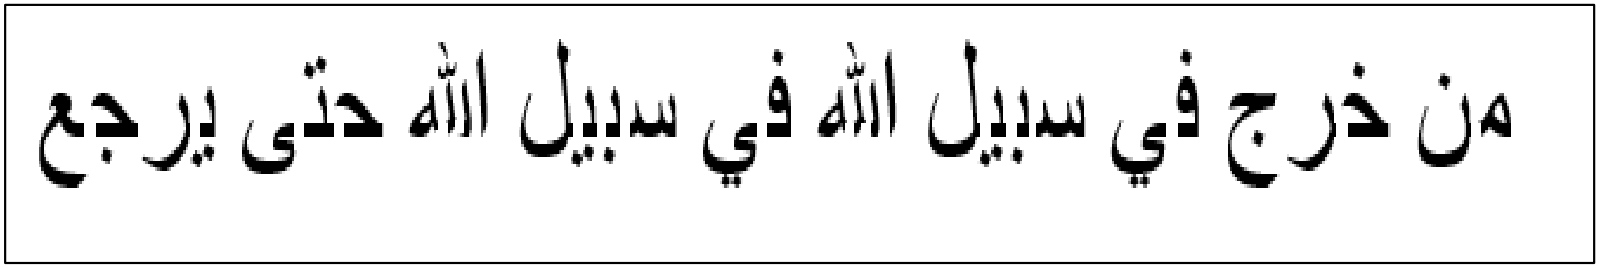 من خرج في سبيل الله في سبيل الله حتى يرجع